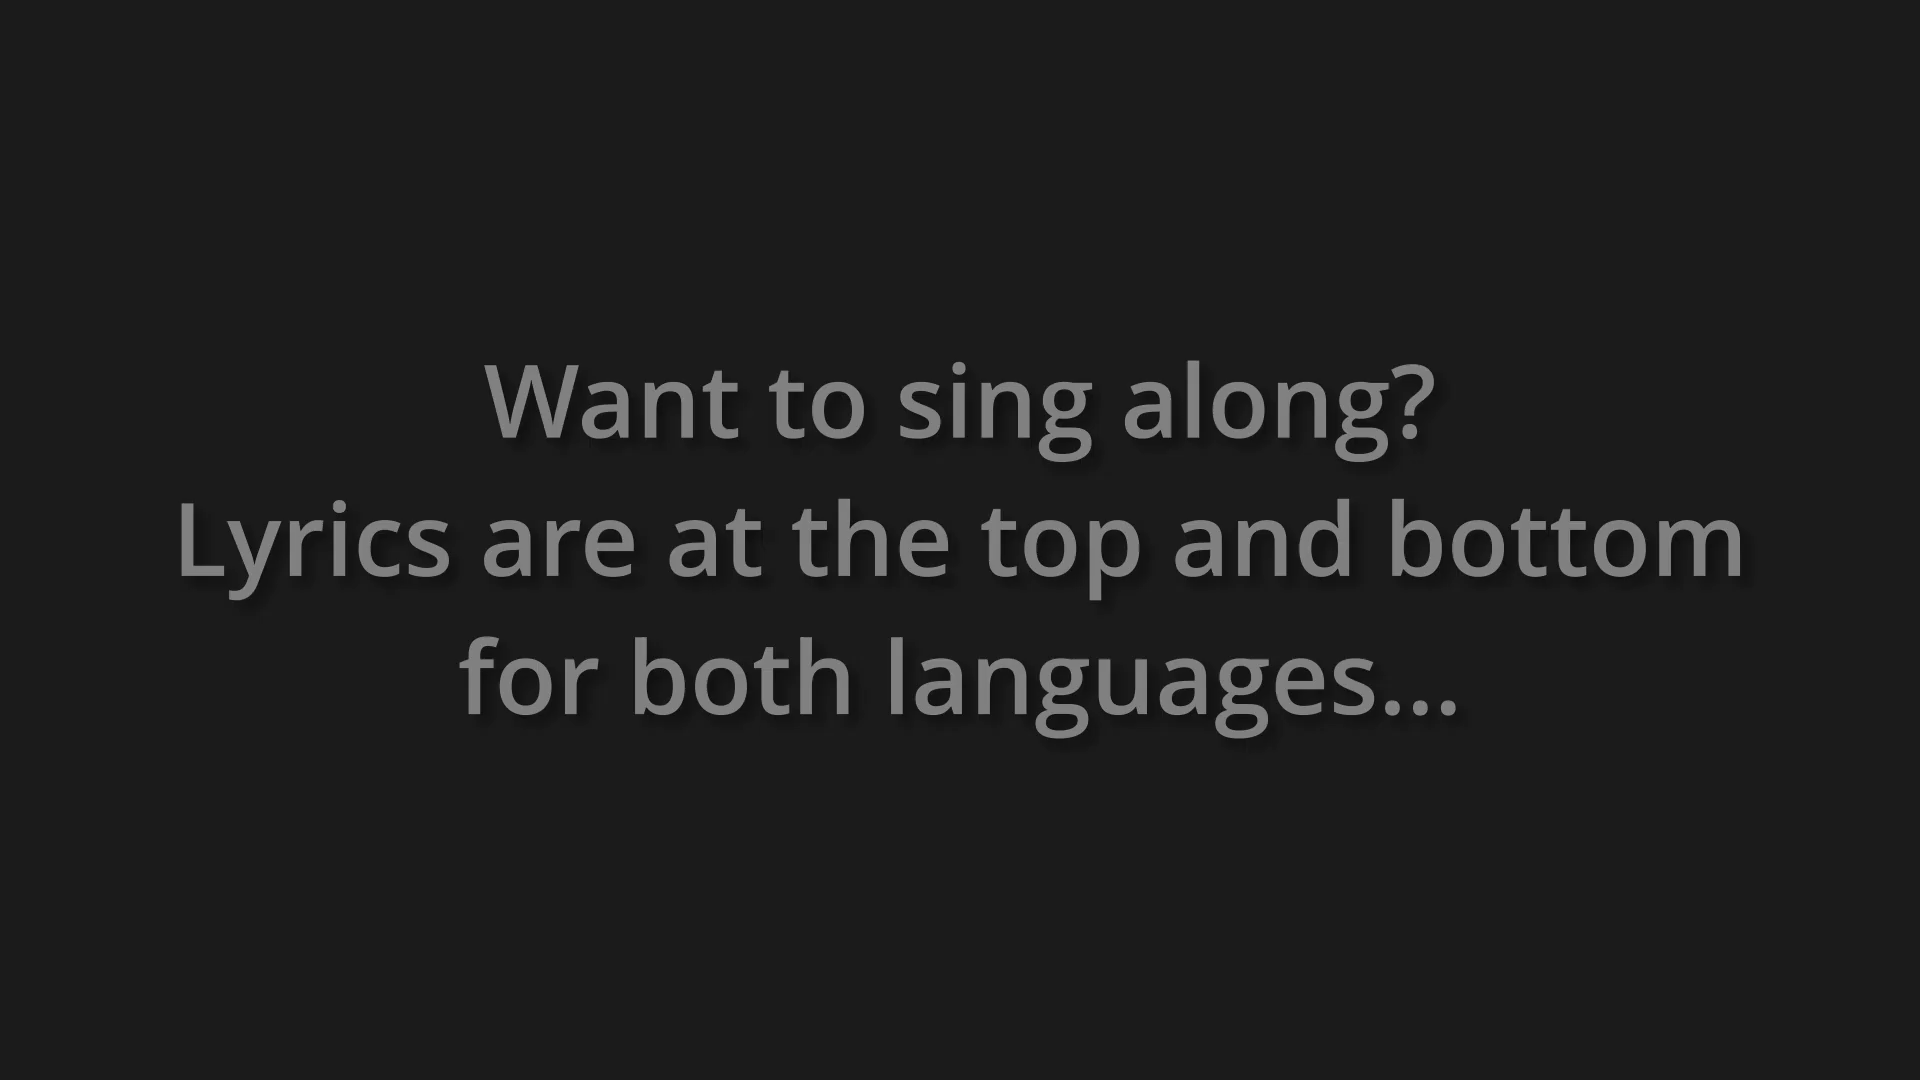 Want to sing along?
Lyrics are at the top and bottom
for both languages...